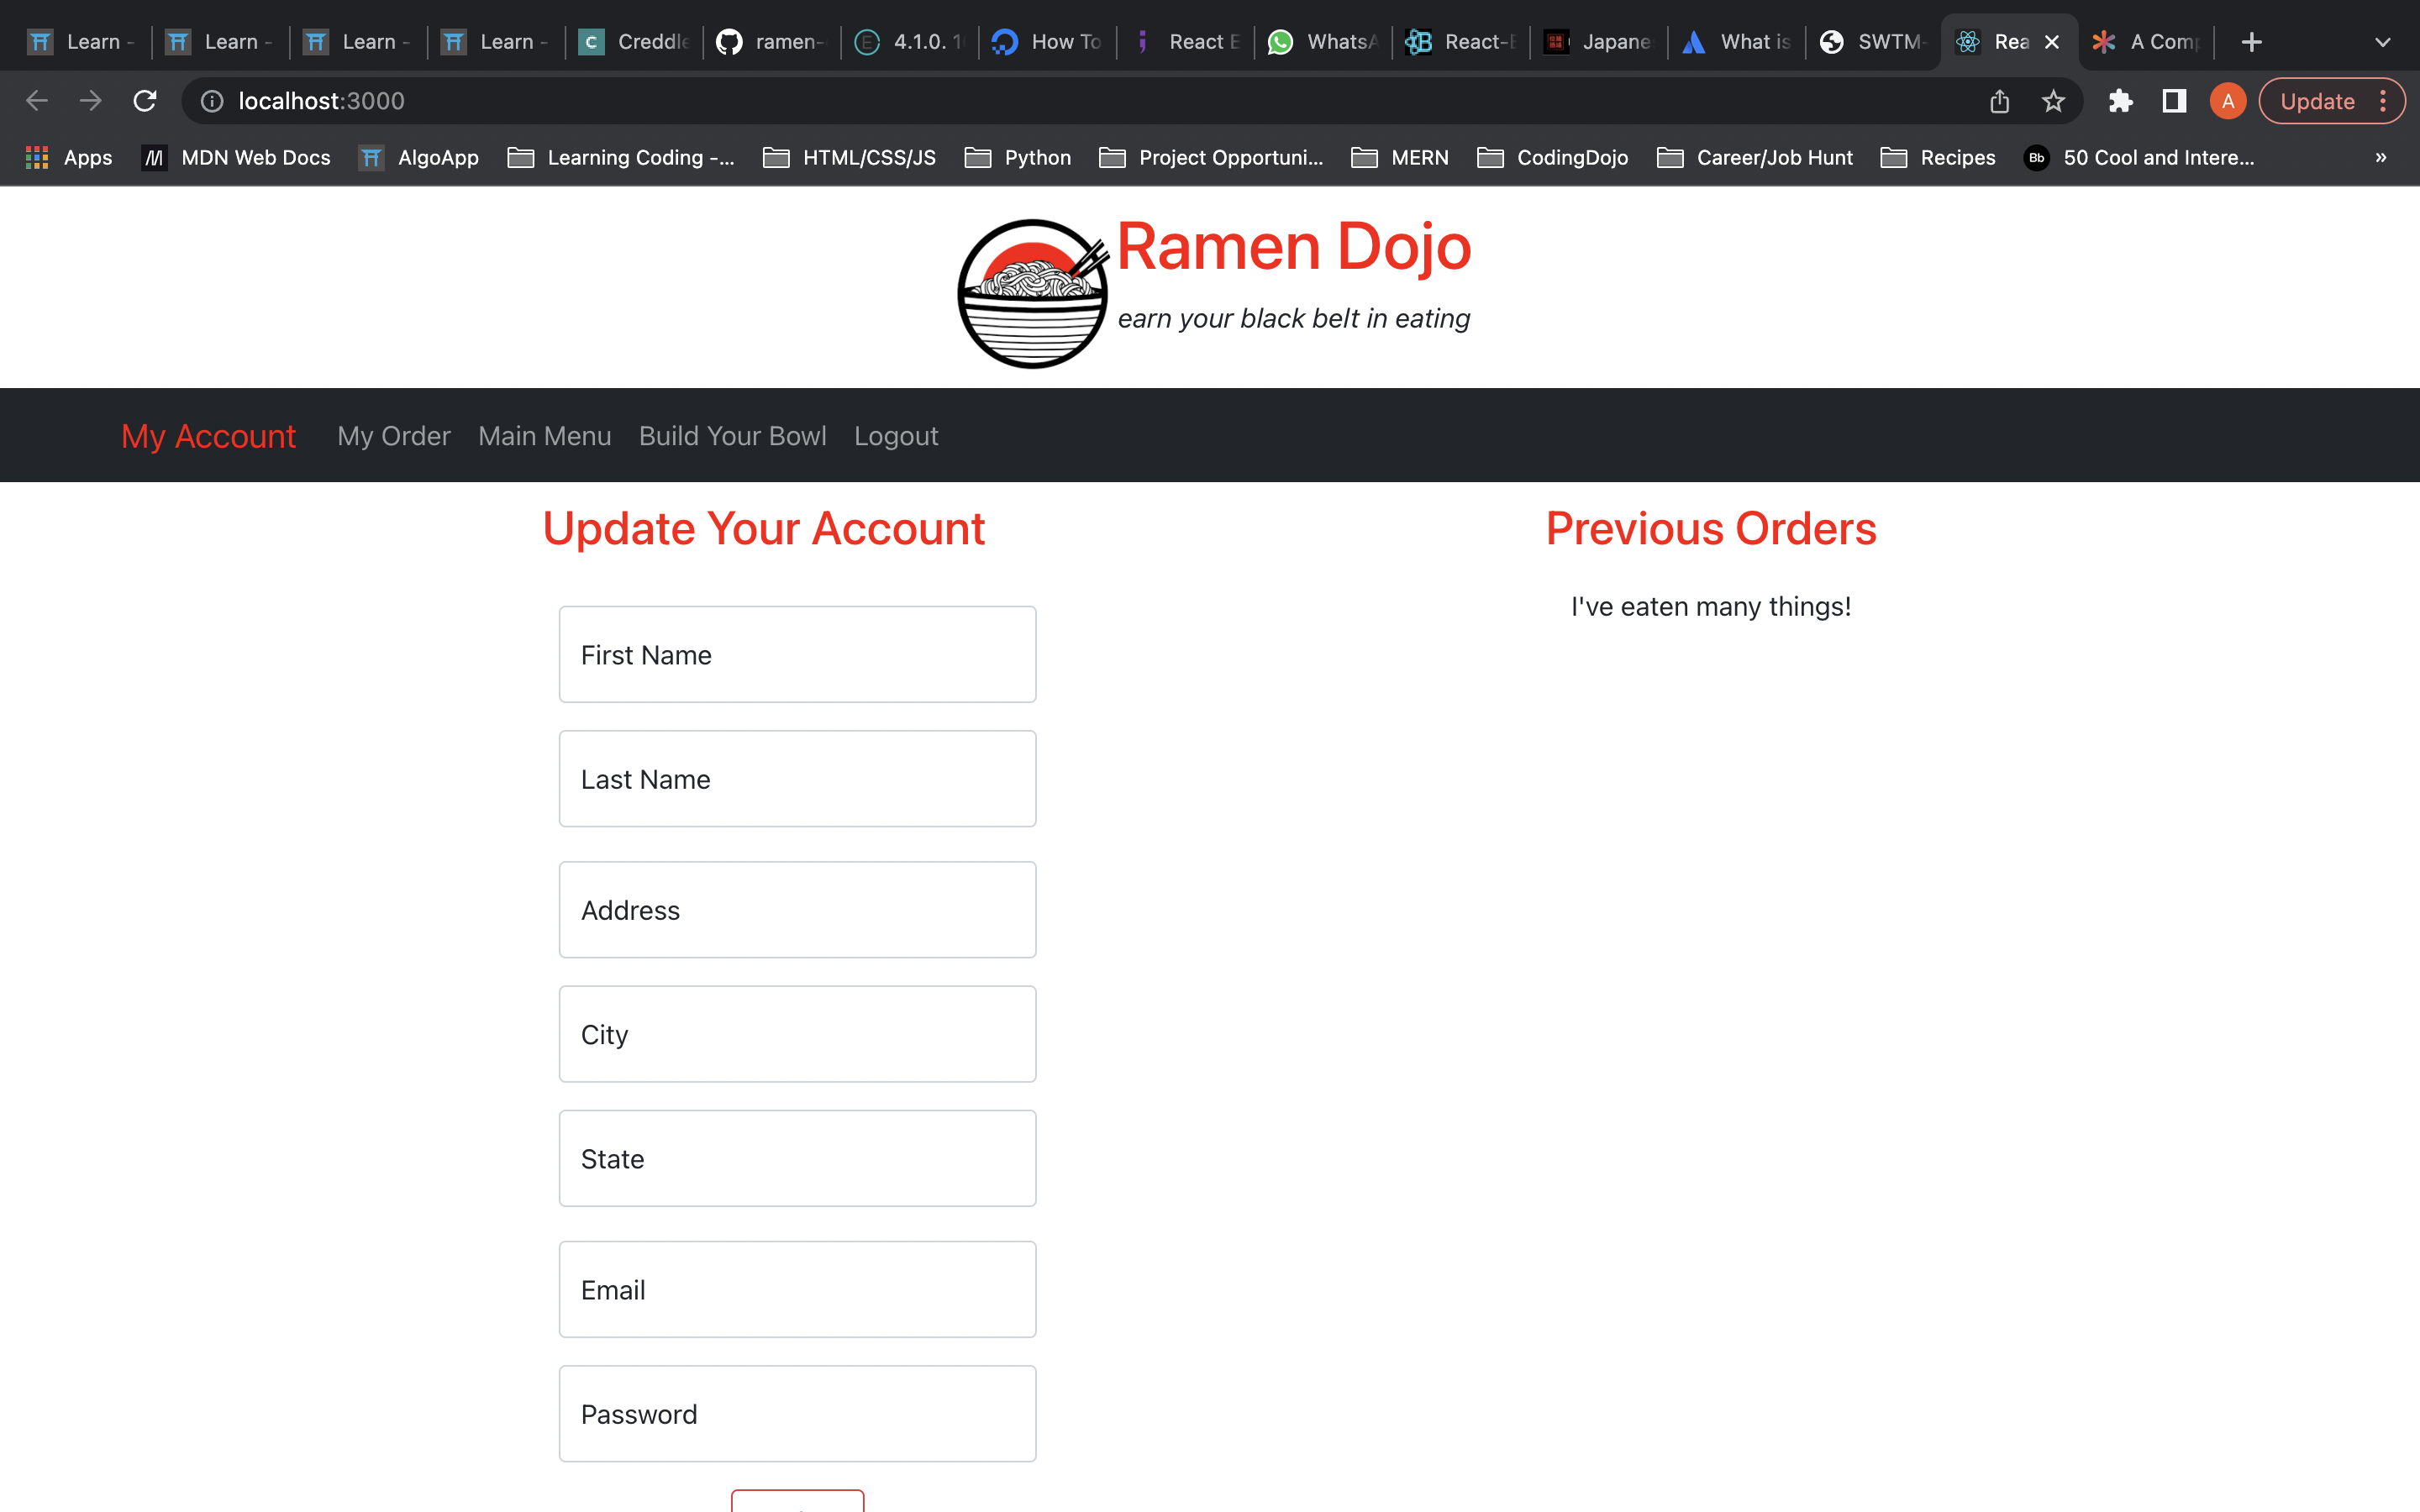 Learn - Learn - Learn - Learn - Creddle ramen- 4.1.0. How To React WhatsA React- Japane What is SWTM- Rea A Com
localhost:3000
A Update
Apps MDN Web Docs AlgoApp Learning Coding -... HTML/CSS/JS Python Project Opportuni... MERN CodingDojo Career/Job Hunt Recipes Bb 50 Cool and Intere... »
Ramen Dojo
earn your black belt in eating
My Account My Order Main Menu Build Your Bowl Logout
Update Your Account
Previous Orders
I've eaten many things!
First Name
Last Name
Address
City
State
Email
Password